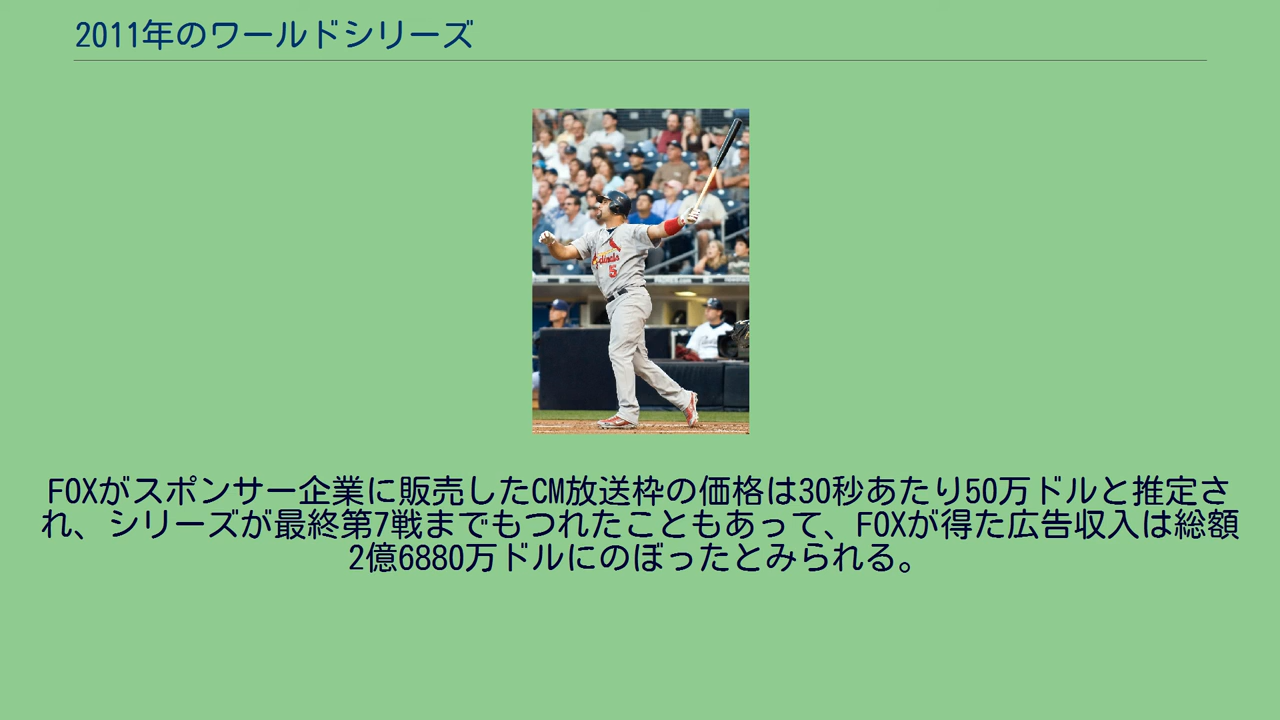 2011年のワールドシリーズ
Cardinals
5
FOXがスポンサー企業に販売したCM放送枠の価格は30秒あたり50万ドルと推定さ
れ、シリーズが最終第7戦までもつれたこともあって、FOXが得た広告収入は総額
2億6880万ドルにのぼったとみられる。